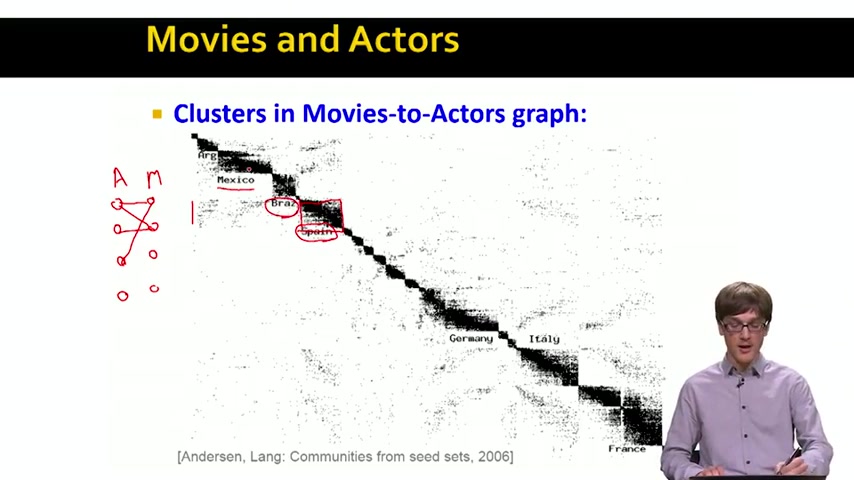 Movies and Actors
Clusters in Movies-to-Actors graph:
Arg
A M
Mexico
Braz
Spain
Germany Italy
France
[Andersen, Lang: Communities from seed sets, 2006]